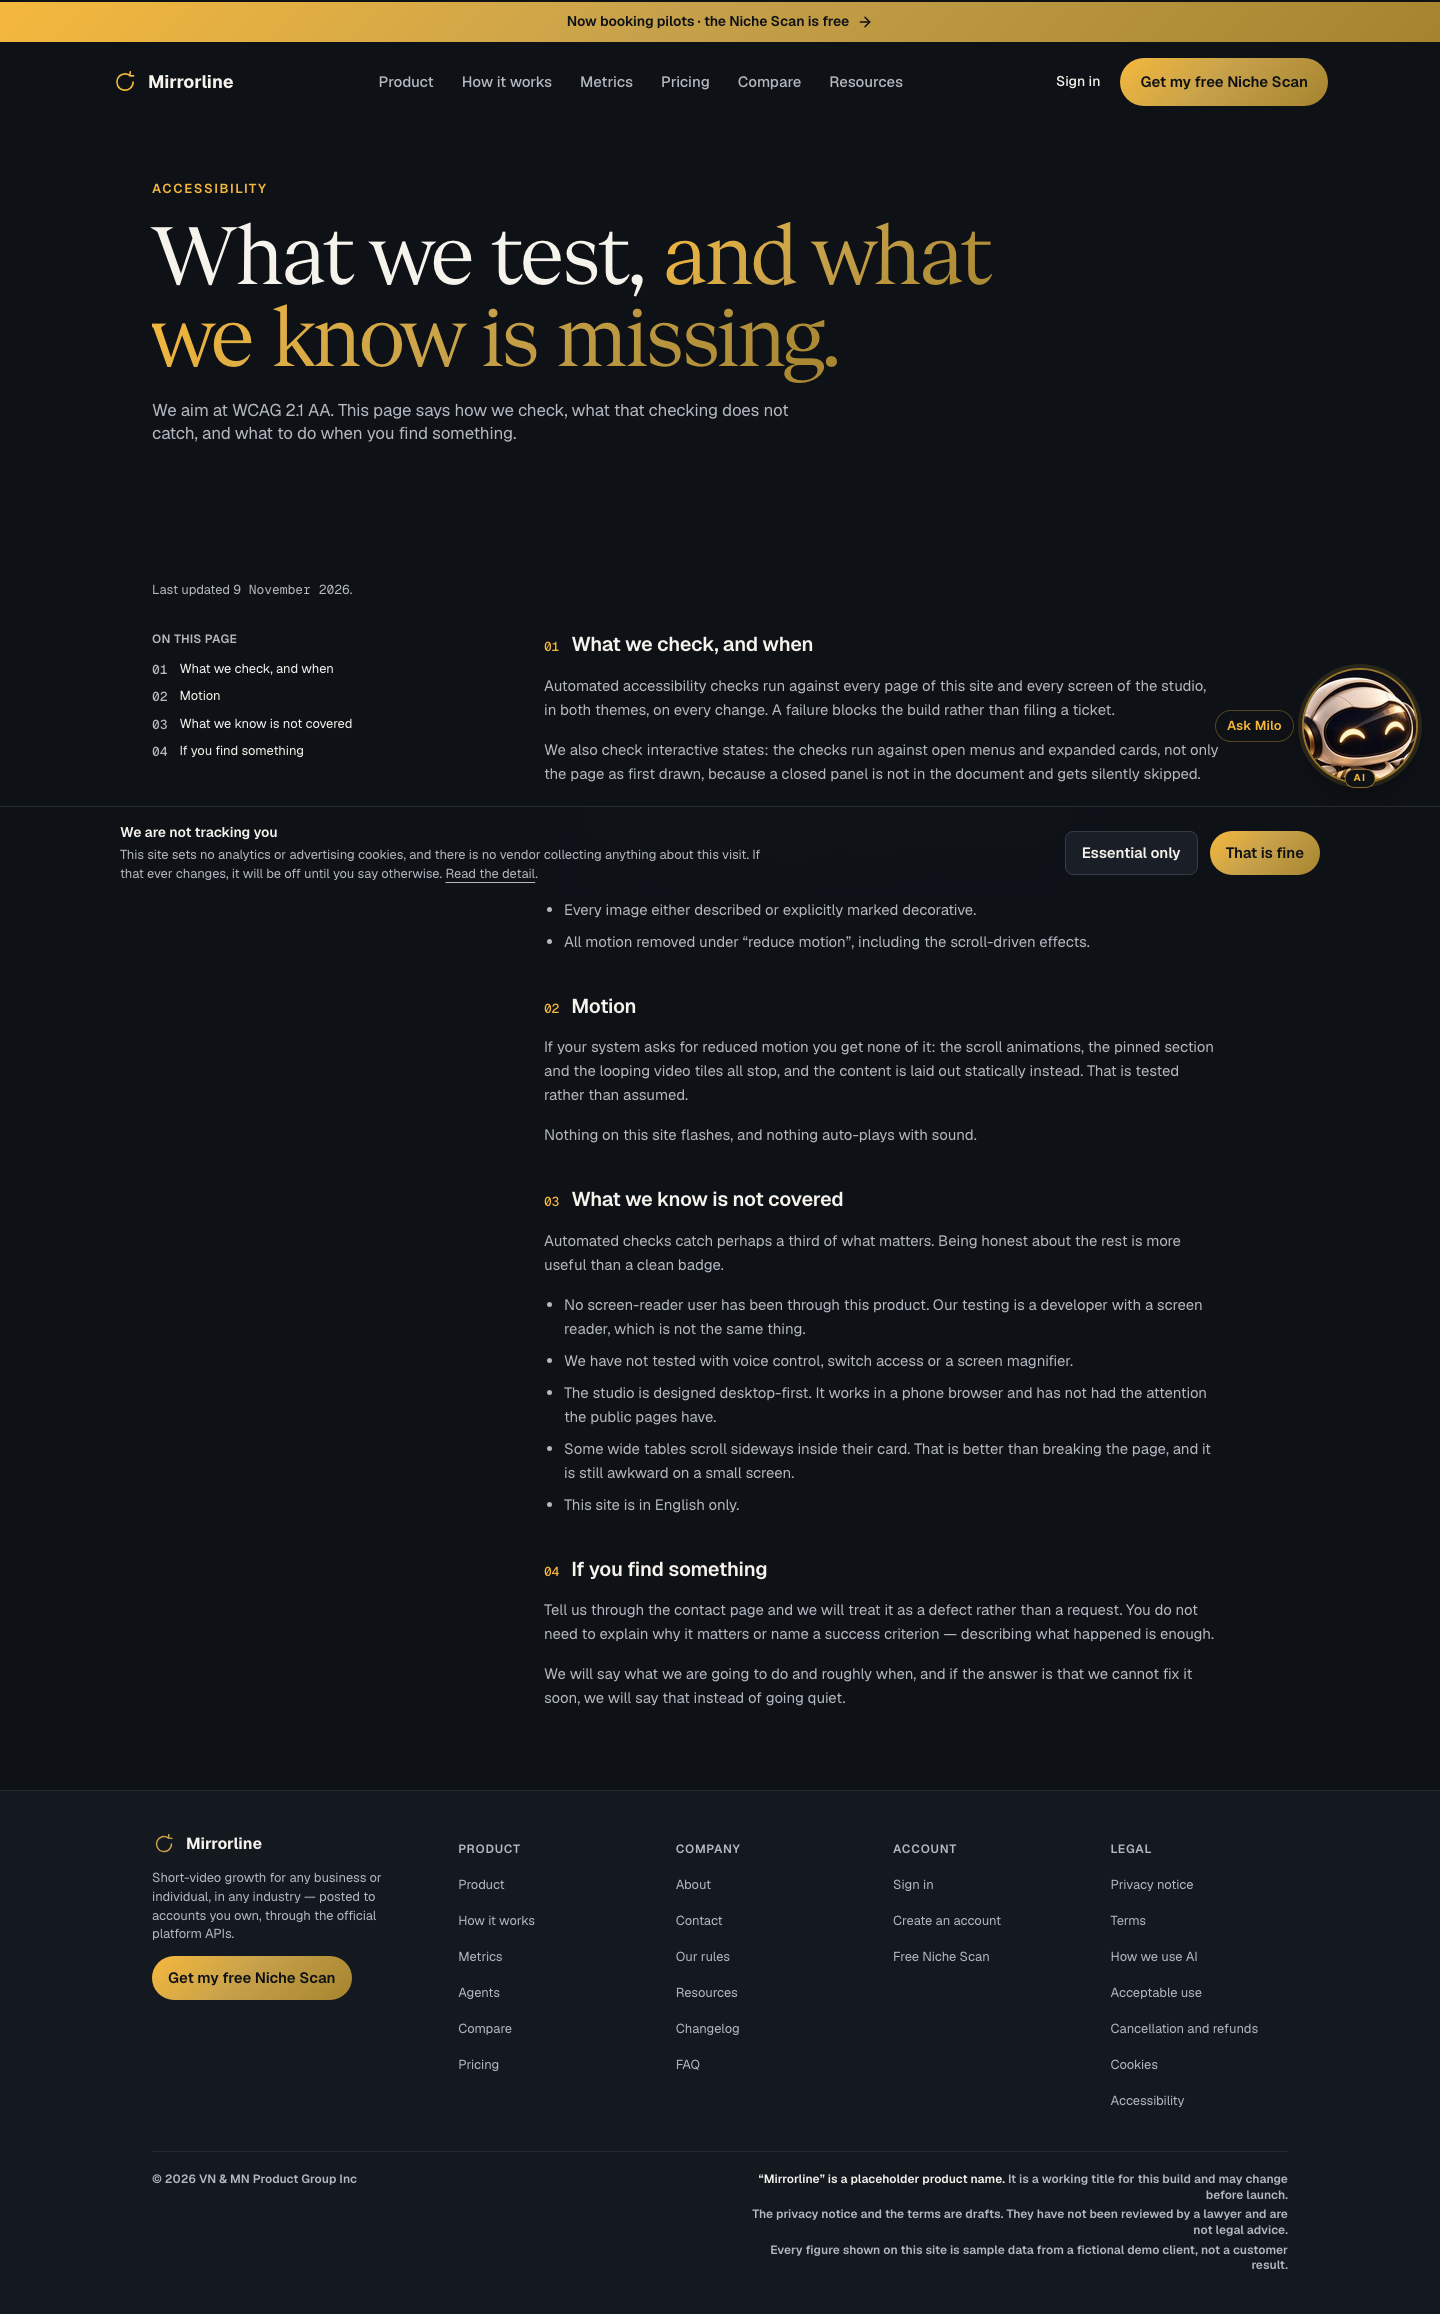 Now booking pilots · the Niche Scan is free →
Mirrorline
Product
How it works
Metrics
Pricing
Compare
Resources
Sign in
Get my free Niche Scan
ACCESSIBILITY
What we test, and what
we know is missing.
We aim at WCAG 2.1 AA. This page says how we check, what that checking does not
catch, and what to do when you find something.
Last updated 9 November 2026.
ON THIS PAGE
01 What we check, and when
02 Motion
03 What we know is not covered
04 If you find something
01 What we check, and when
Automated accessibility checks run against every page of this site and every screen of the studio,
in both themes, on every change. A failure blocks the build rather than filing a ticket.
We also check interactive states: the checks run against open menus and expanded cards, not only
the page as first drawn, because a closed panel is not in the document and gets silently skipped.
Ask Milo
AI
We are not tracking you
This site sets no analytics or advertising cookies, and there is no vendor collecting anything about this visit. If
that ever changes, it will be off until you say otherwise. Read the detail.
Essential only
That is fine
• Every image either described or explicitly marked decorative.
• All motion removed under “reduce motion”, including the scroll-driven effects.
02 Motion
If your system asks for reduced motion you get none of it: the scroll animations, the pinned section
and the looping video tiles all stop, and the content is laid out statically instead. That is tested
rather than assumed.
Nothing on this site flashes, and nothing auto-plays with sound.
03 What we know is not covered
Automated checks catch perhaps a third of what matters. Being honest about the rest is more
useful than a clean badge.
• No screen-reader user has been through this product. Our testing is a developer with a screen
reader, which is not the same thing.
• We have not tested with voice control, switch access or a screen magnifier.
• The studio is designed desktop-first. It works in a phone browser and has not had the attention
the public pages have.
• Some wide tables scroll sideways inside their card. That is better than breaking the page, and it
is still awkward on a small screen.
• This site is in English only.
04 If you find something
Tell us through the contact page and we will treat it as a defect rather than a request. You do not
need to explain why it matters or name a success criterion — describing what happened is enough.
We will say what we are going to do and roughly when, and if the answer is that we cannot fix it
soon, we will say that instead of going quiet.
Mirrorline
Short-video growth for any business or
individual, in any industry — posted to
accounts you own, through the official
platform APIs.
Get my free Niche Scan
PRODUCT
Product
How it works
Metrics
Agents
Compare
Pricing
COMPANY
About
Contact
Our rules
Resources
Changelog
FAQ
ACCOUNT
Sign in
Create an account
Free Niche Scan
LEGAL
Privacy notice
Terms
How we use AI
Acceptable use
Cancellation and refunds
Cookies
Accessibility
© 2026 VN & MN Product Group Inc
“Mirrorline” is a placeholder product name. It is a working title for this build and may change
before launch.
The privacy notice and the terms are drafts. They have not been reviewed by a lawyer and are
not legal advice.
Every figure shown on this site is sample data from a fictional demo client, not a customer
result.